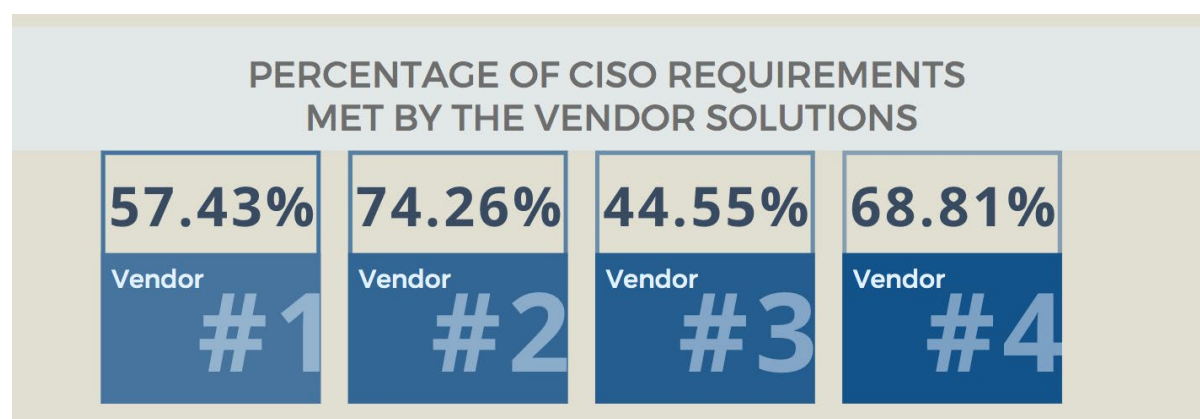 PERCENTAGE OF CISO REQUIREMENTS
MET BY THE VENDOR SOLUTIONS
57.43% 74.26% 44.55% 68.81%
Vendor Vendor Vendor Vendor
#1 #2 #3 #4